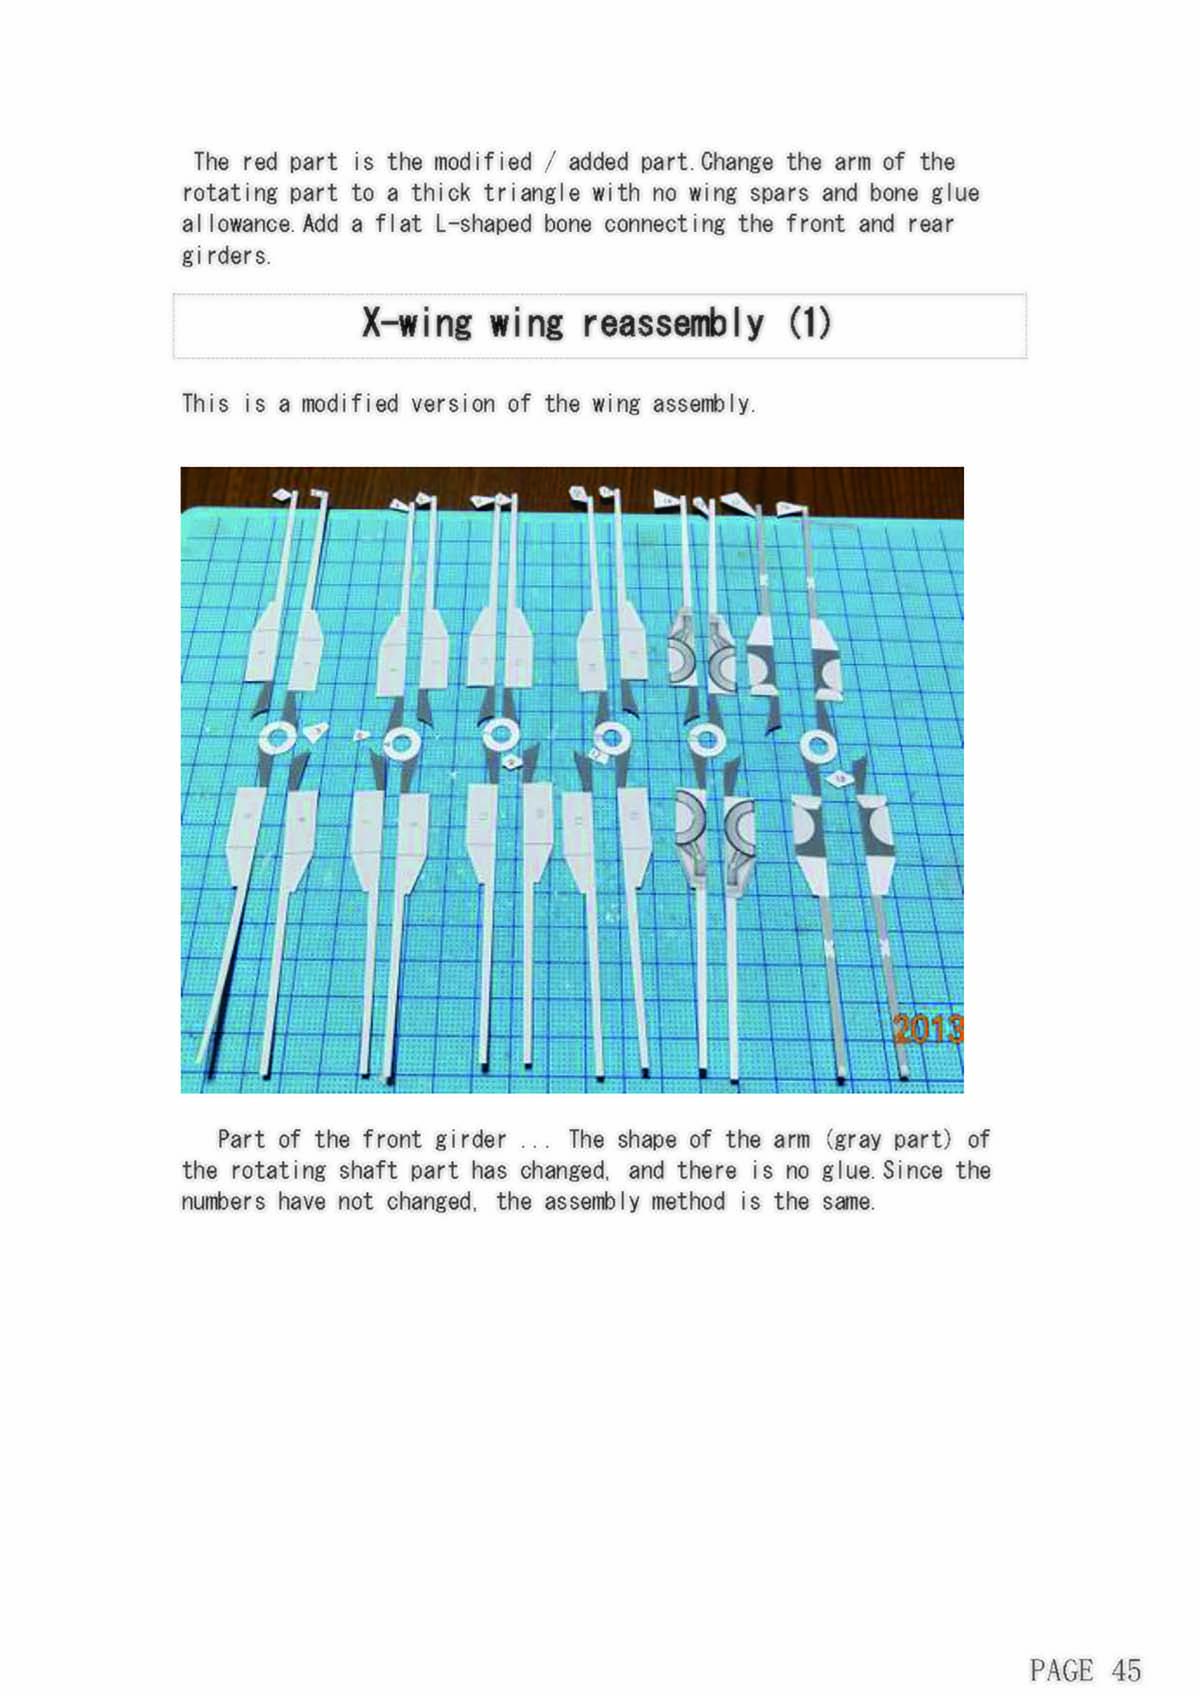 The red part is the modified / added part.Change the arm of the
rotating part to a thick triangle with no wing spars and bone glue
allowance.Add a flat L-shaped bone connecting the front and rear
girders.
X-wing wing reassembly (1)
This is a modified version of the wing assembly.
2013
Part of the front girder ... The shape of the arm (gray part) of
the rotating shaft part has changed, and there is no glue.Since the
numbers have not changed, the assembly method is the same.
PAGE 45